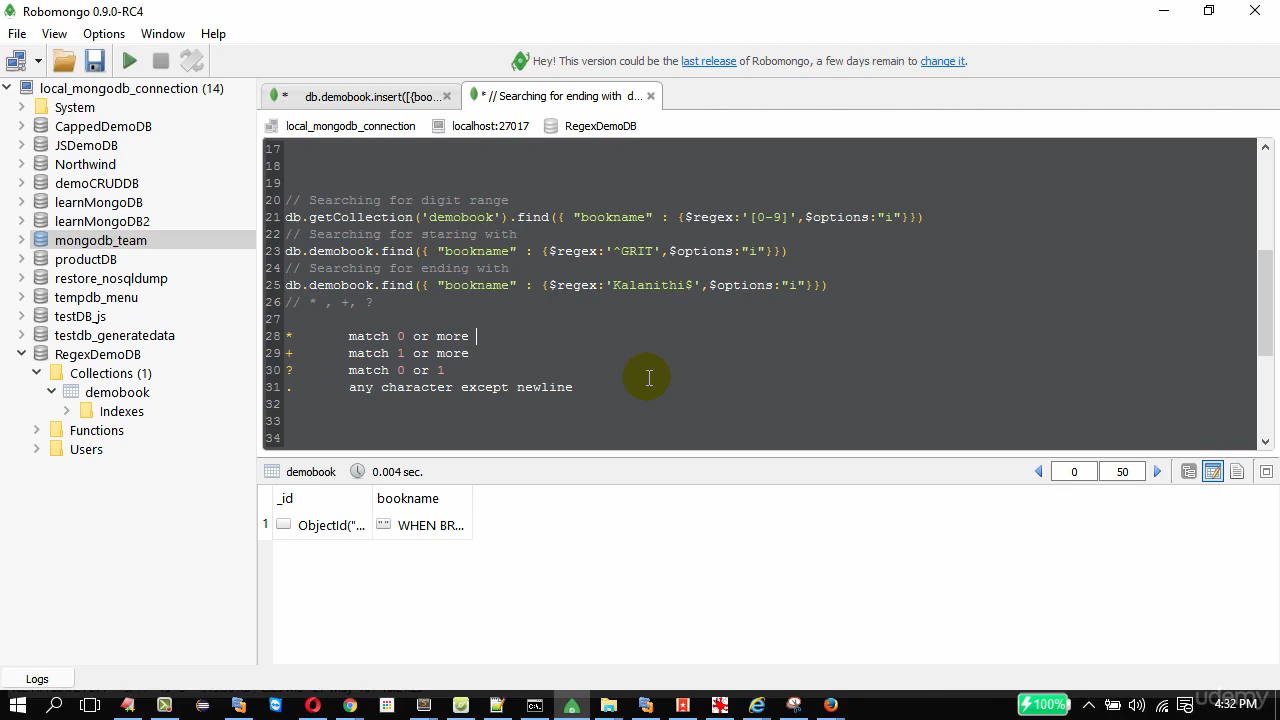 Robomongo 0.9.0-RC4
File View Options Window Help
Hey! This version could be the last release of Robomongo, a few days remain to change it.
local_mongodb_connection (14)
System
CappedDemoDB
JSDemoDB
Northwind
demoCRUDDB
learnMongoDB
learnMongoDB2
mongodb_team
productDB
restore_nosqldump
tempdb_menu
testDB_js
testdb_generatedata
RegexDemoDB
Collections (1)
demobook
Indexes
Functions
Users
* db.demobook.insert([{boo...
* // Searching for ending with d...
local_mongodb_connection localhost:27017 RegexDemoDB
17
18
19
20 // Searching for digit range
21 db.getCollection('demobook').find({ "bookname" : {$regex:'[0-9]',$options:"i"}})
22 // Searching for staring with
23 db.demobook.find({ "bookname" : {$regex:'^GRIT',$options:"i"}})
24 // Searching for ending with
25 db.demobook.find({ "bookname" : {$regex:'Kalanithi$',$options:"i"}})
26 // * , +, ?
27
28 * match 0 or more
29 + match 1 or more
30 ? match 0 or 1
31 . any character except newline
32
33
34
demobook 0.004 sec. 0 50
_id bookname
1 ObjectId("... "" WHEN BR...
Logs
100% 4:32 PM
udemy